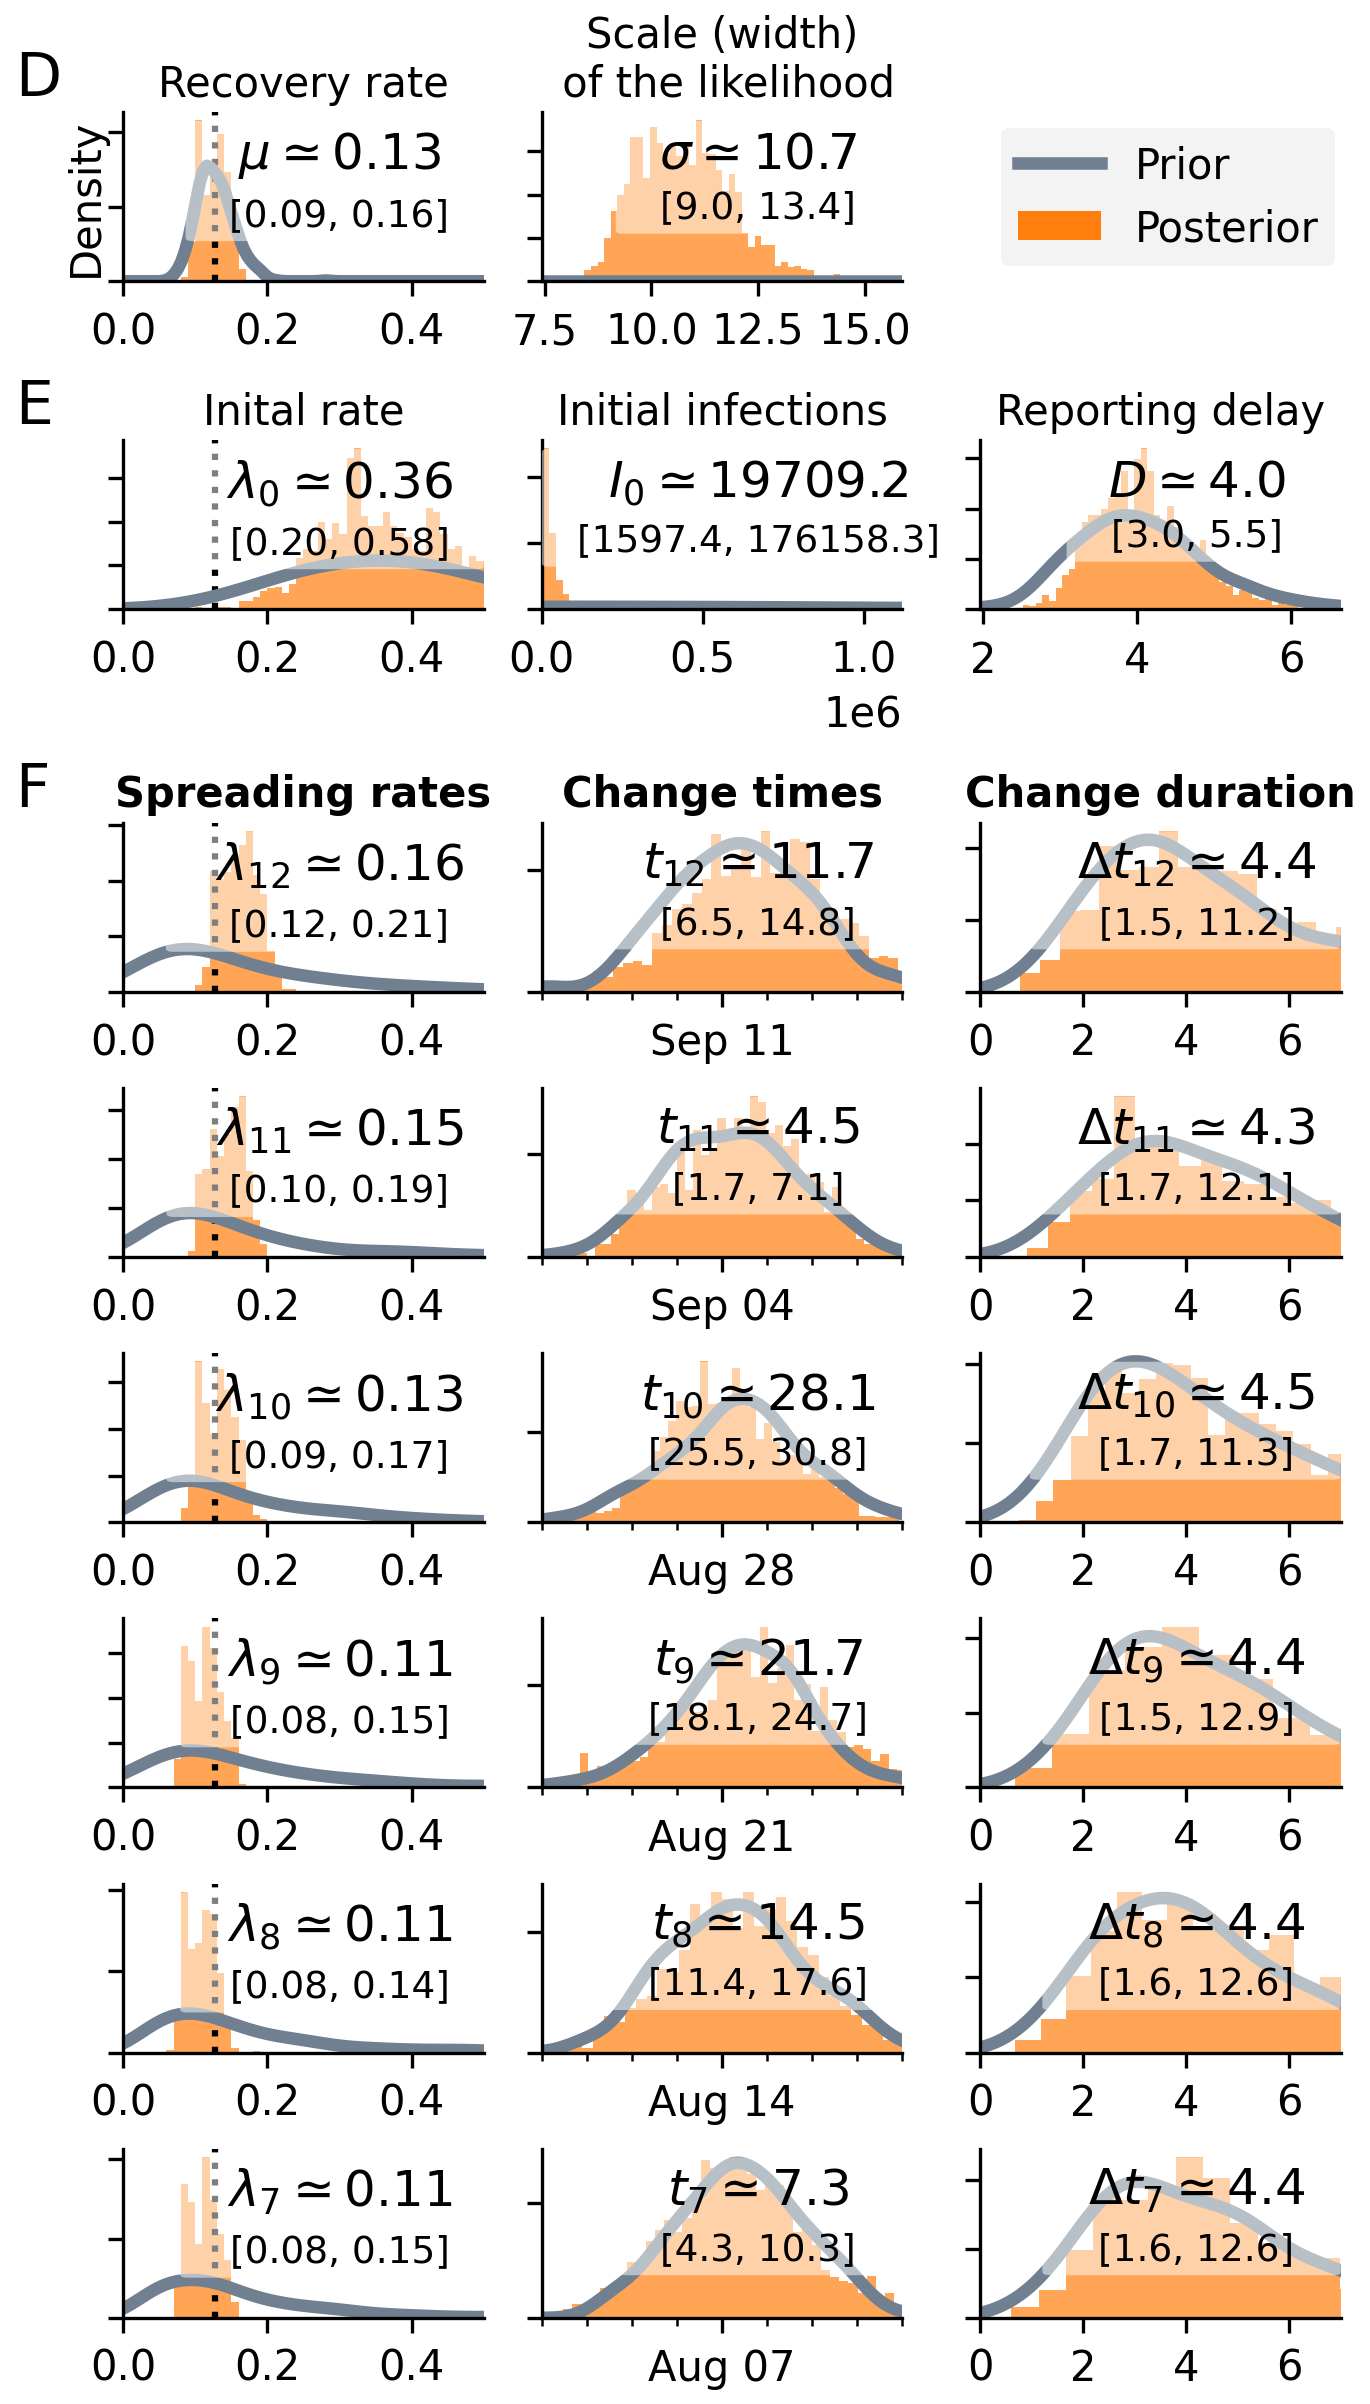 D
Recovery rate
Scale (width)
of the likelihood
Density
μ ≃ 0.13
[0.09, 0.16]
0.0 0.2 0.4
σ ≃ 10.7
[9.0, 13.4]
7.5 10.0 12.5 15.0
Prior
Posterior
E
Inital rate
λ0 ≃ 0.36
[0.20, 0.58]
0.0 0.2 0.4
Initial infections
I0 ≃ 19709.2
[1597.4, 176158.3]
0.0 0.5 1.0
1e6
Reporting delay
D ≃ 4.0
[3.0, 5.5]
2 4 6
F
Spreading rates
Change times
Change duration
λ12 ≃ 0.16
[0.12, 0.21]
0.0 0.2 0.4
t12 ≃ 11.7
[6.5, 14.8]
Sep 11
Δt12 ≃ 4.4
[1.5, 11.2]
0 2 4 6
λ11 ≃ 0.15
[0.10, 0.19]
0.0 0.2 0.4
t11 ≃ 4.5
[1.7, 7.1]
Sep 04
Δt11 ≃ 4.3
[1.7, 12.1]
0 2 4 6
λ10 ≃ 0.13
[0.09, 0.17]
0.0 0.2 0.4
t10 ≃ 28.1
[25.5, 30.8]
Aug 28
Δt10 ≃ 4.5
[1.7, 11.3]
0 2 4 6
λ9 ≃ 0.11
[0.08, 0.15]
0.0 0.2 0.4
t9 ≃ 21.7
[18.1, 24.7]
Aug 21
Δt9 ≃ 4.4
[1.5, 12.9]
0 2 4 6
λ8 ≃ 0.11
[0.08, 0.14]
0.0 0.2 0.4
t8 ≃ 14.5
[11.4, 17.6]
Aug 14
Δt8 ≃ 4.4
[1.6, 12.6]
0 2 4 6
λ7 ≃ 0.11
[0.08, 0.15]
0.0 0.2 0.4
t7 ≃ 7.3
[4.3, 10.3]
Aug 07
Δt7 ≃ 4.4
[1.6, 12.6]
0 2 4 6